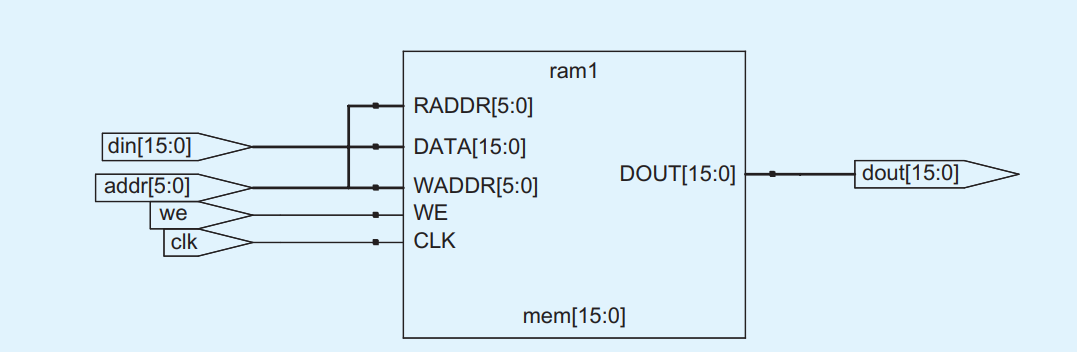 ram1
RADDR[5:0]
din[15:0]
DATA[15:0]
addr[5:0]
WADDR[5:0]
DOUT[15:0]
dout[15:0]
we
WE
clk
CLK
mem[15:0]